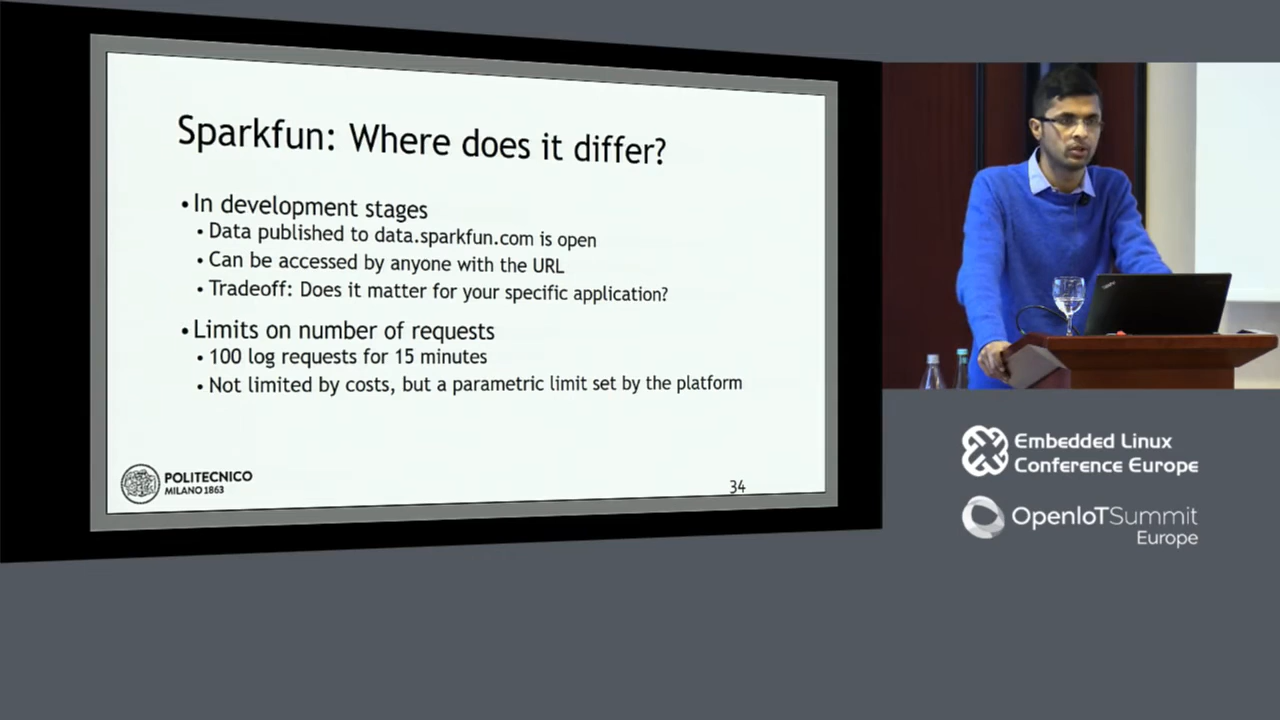 Sparkfun: Where does it differ?
• In development stages
• Data published to data.sparkfun.com is open
• Can be accessed by anyone with the URL
• Tradeoff: Does it matter for your specific application?
• Limits on number of requests
• 100 log requests for 15 minutes
• Not limited by costs, but a parametric limit set by the platform
POLITECNICO
MILANO 1863
34
Embedded Linux
Conference Europe
OpenIoTSummit
Europe